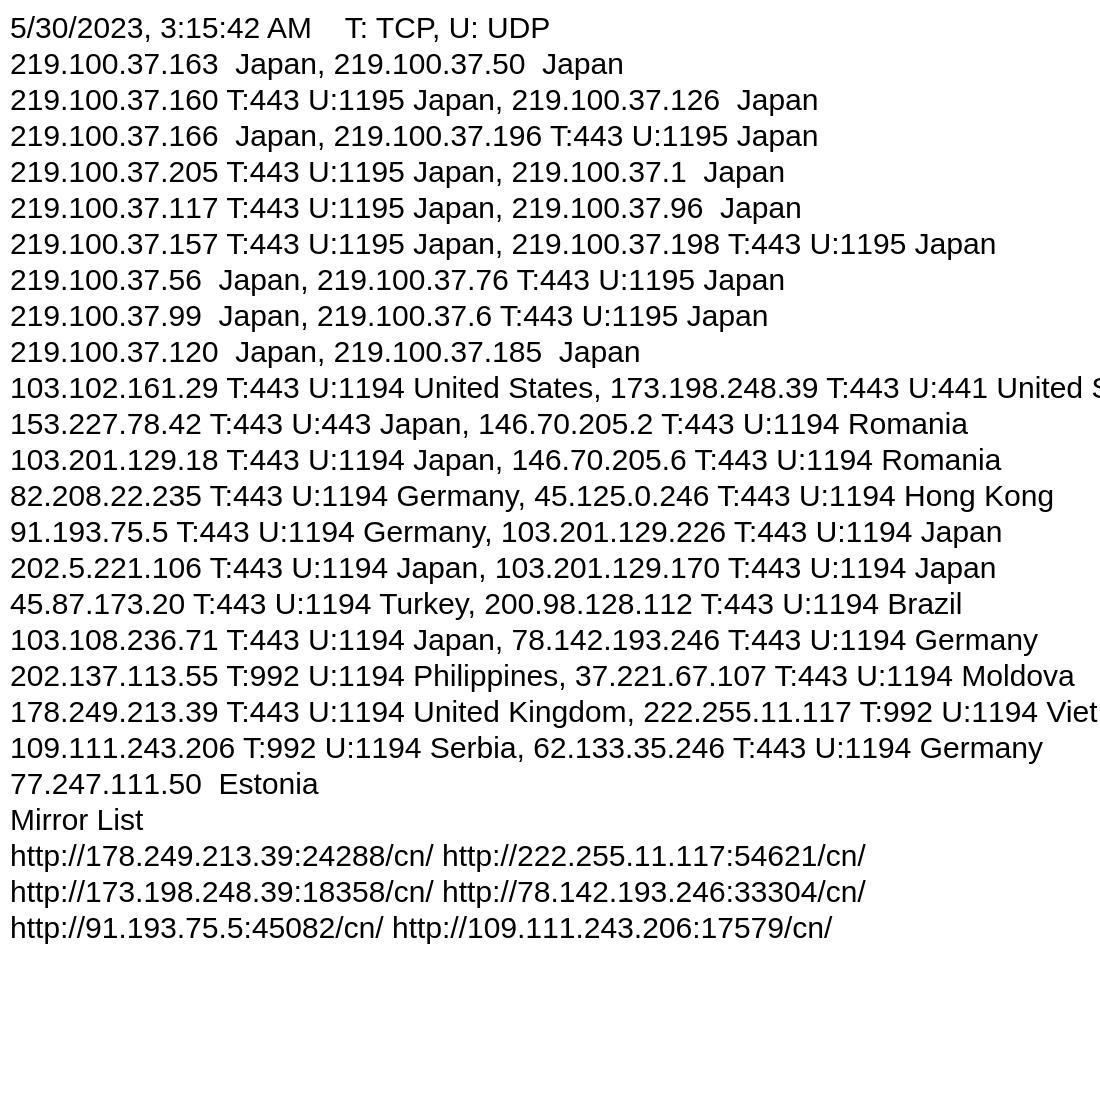 5/30/2023, 3:15:42 AM    T: TCP, U: UDP
219.100.37.163  Japan, 219.100.37.50  Japan
219.100.37.160 T:443 U:1195 Japan, 219.100.37.126  Japan
219.100.37.166  Japan, 219.100.37.196 T:443 U:1195 Japan
219.100.37.205 T:443 U:1195 Japan, 219.100.37.1  Japan
219.100.37.117 T:443 U:1195 Japan, 219.100.37.96  Japan
219.100.37.157 T:443 U:1195 Japan, 219.100.37.198 T:443 U:1195 Japan
219.100.37.56  Japan, 219.100.37.76 T:443 U:1195 Japan
219.100.37.99  Japan, 219.100.37.6 T:443 U:1195 Japan
219.100.37.120  Japan, 219.100.37.185  Japan
103.102.161.29 T:443 U:1194 United States, 173.198.248.39 T:443 U:441 United S
153.227.78.42 T:443 U:443 Japan, 146.70.205.2 T:443 U:1194 Romania
103.201.129.18 T:443 U:1194 Japan, 146.70.205.6 T:443 U:1194 Romania
82.208.22.235 T:443 U:1194 Germany, 45.125.0.246 T:443 U:1194 Hong Kong
91.193.75.5 T:443 U:1194 Germany, 103.201.129.226 T:443 U:1194 Japan
202.5.221.106 T:443 U:1194 Japan, 103.201.129.170 T:443 U:1194 Japan
45.87.173.20 T:443 U:1194 Turkey, 200.98.128.112 T:443 U:1194 Brazil
103.108.236.71 T:443 U:1194 Japan, 78.142.193.246 T:443 U:1194 Germany
202.137.113.55 T:992 U:1194 Philippines, 37.221.67.107 T:443 U:1194 Moldova
178.249.213.39 T:443 U:1194 United Kingdom, 222.255.11.117 T:992 U:1194 Viet
109.111.243.206 T:992 U:1194 Serbia, 62.133.35.246 T:443 U:1194 Germany
77.247.111.50  Estonia
Mirror List
http://178.249.213.39:24288/cn/ http://222.255.11.117:54621/cn/
http://173.198.248.39:18358/cn/ http://78.142.193.246:33304/cn/
http://91.193.75.5:45082/cn/ http://109.111.243.206:17579/cn/